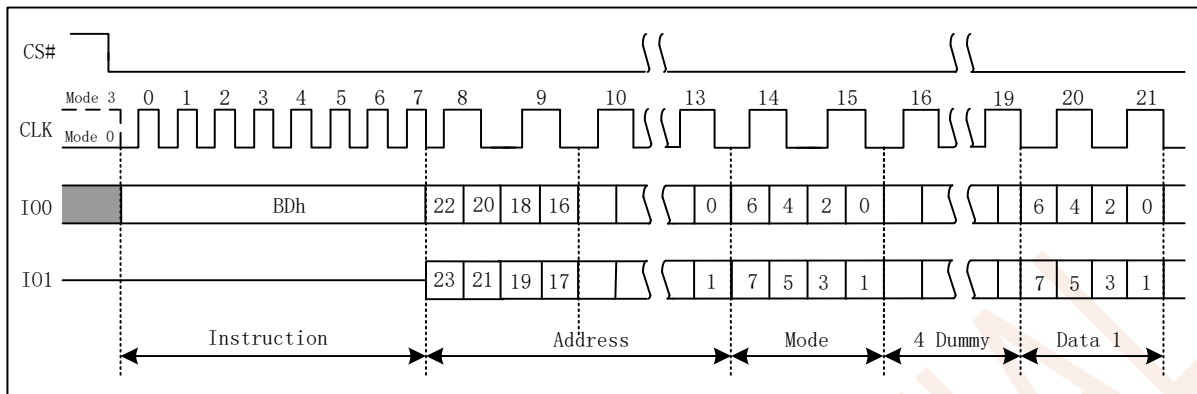 CS#
Mode 3 0 1 2 3 4 5 6 7 8 9 10 13 14 15 16 19 20 21
CLK Mode 0
IO0 BDh 22 20 18 16 0 6 4 2 0 6 4 2 0
IO1 23 21 19 17 1 7 5 3 1 7 5 3 1
Instruction Address Mode 4 Dummy Data 1